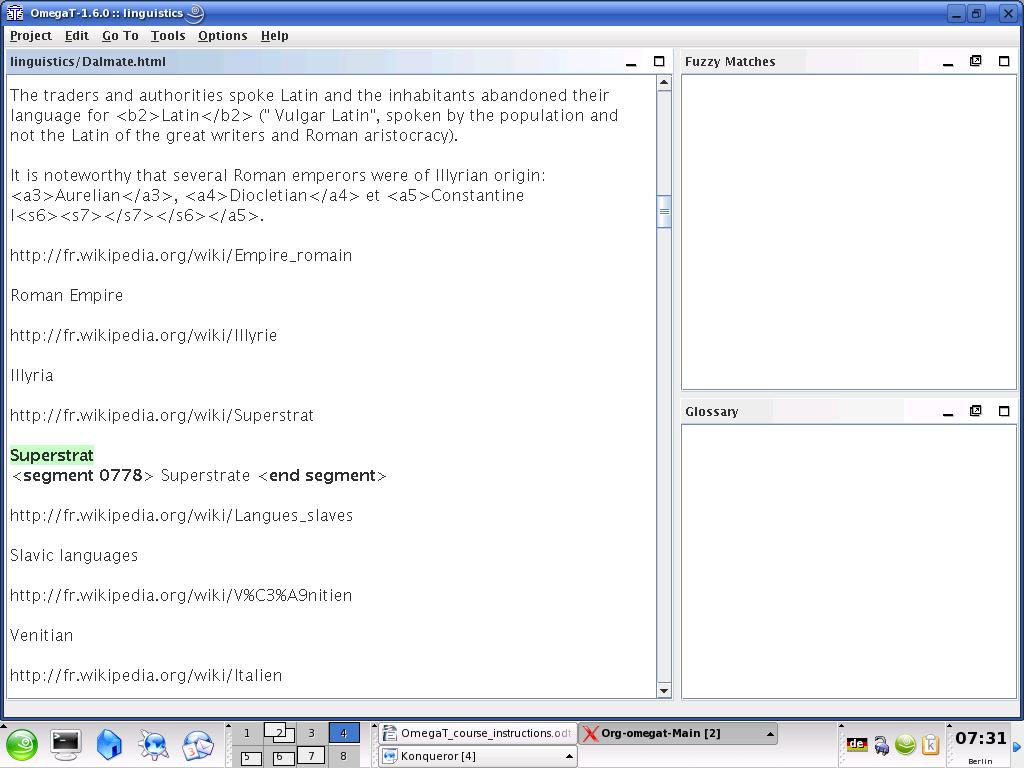 OmegaT-1.6.0 :: linguistics
Project Edit Go To Tools Options Help
linguistics/Dalmate.html
The traders and authorities spoke Latin and the inhabitants abandoned their
language for <b2>Latin</b2> (" Vulgar Latin", spoken by the population and
not the Latin of the great writers and Roman aristocracy).
It is noteworthy that several Roman emperors were of Illyrian origin:
<a3>Aurelian</a3>, <a4>Diocletian</a4> et <a5>Constantine
I<s6><s7></s7></s6></a5>.
http://fr.wikipedia.org/wiki/Empire_romain
Roman Empire
http://fr.wikipedia.org/wiki/Illyrie
Illyria
http://fr.wikipedia.org/wiki/Superstrat
Superstrat
<segment 0778> Superstrate <end segment>
http://fr.wikipedia.org/wiki/Langues_slaves
Slavic languages
http://fr.wikipedia.org/wiki/V%C3%A9nitien
Venitian
http://fr.wikipedia.org/wiki/Italien
Fuzzy Matches
Glossary
1 2 3 4
5 6 7 8
OmegaT_course_instructions.odt
Konqueror [4]
Org-omegat-Main [2]
de
07:31
Berlin